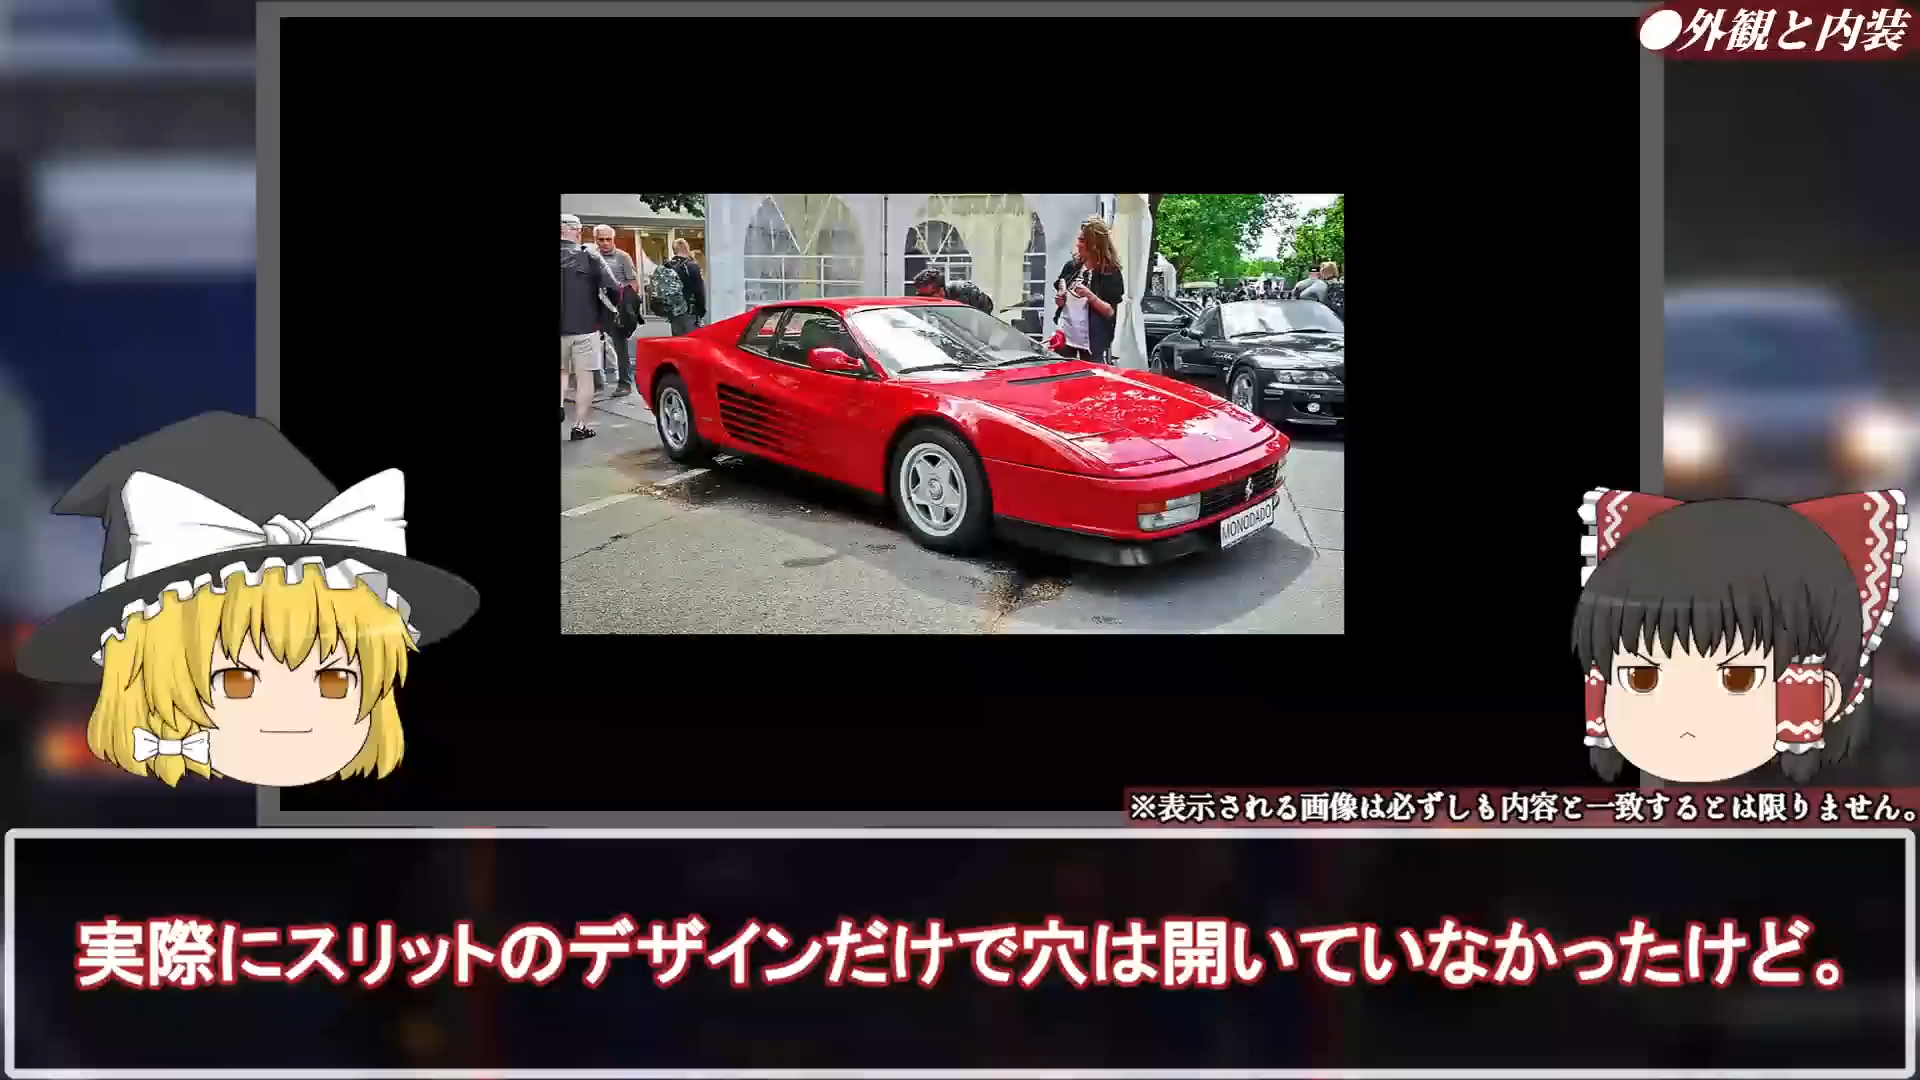 ●外観と内装
MONODADO
※表示される画像は必ずしも内容と一致するとは限りません。
実際にスリットのデザインだけで穴は開いていなかったけど。